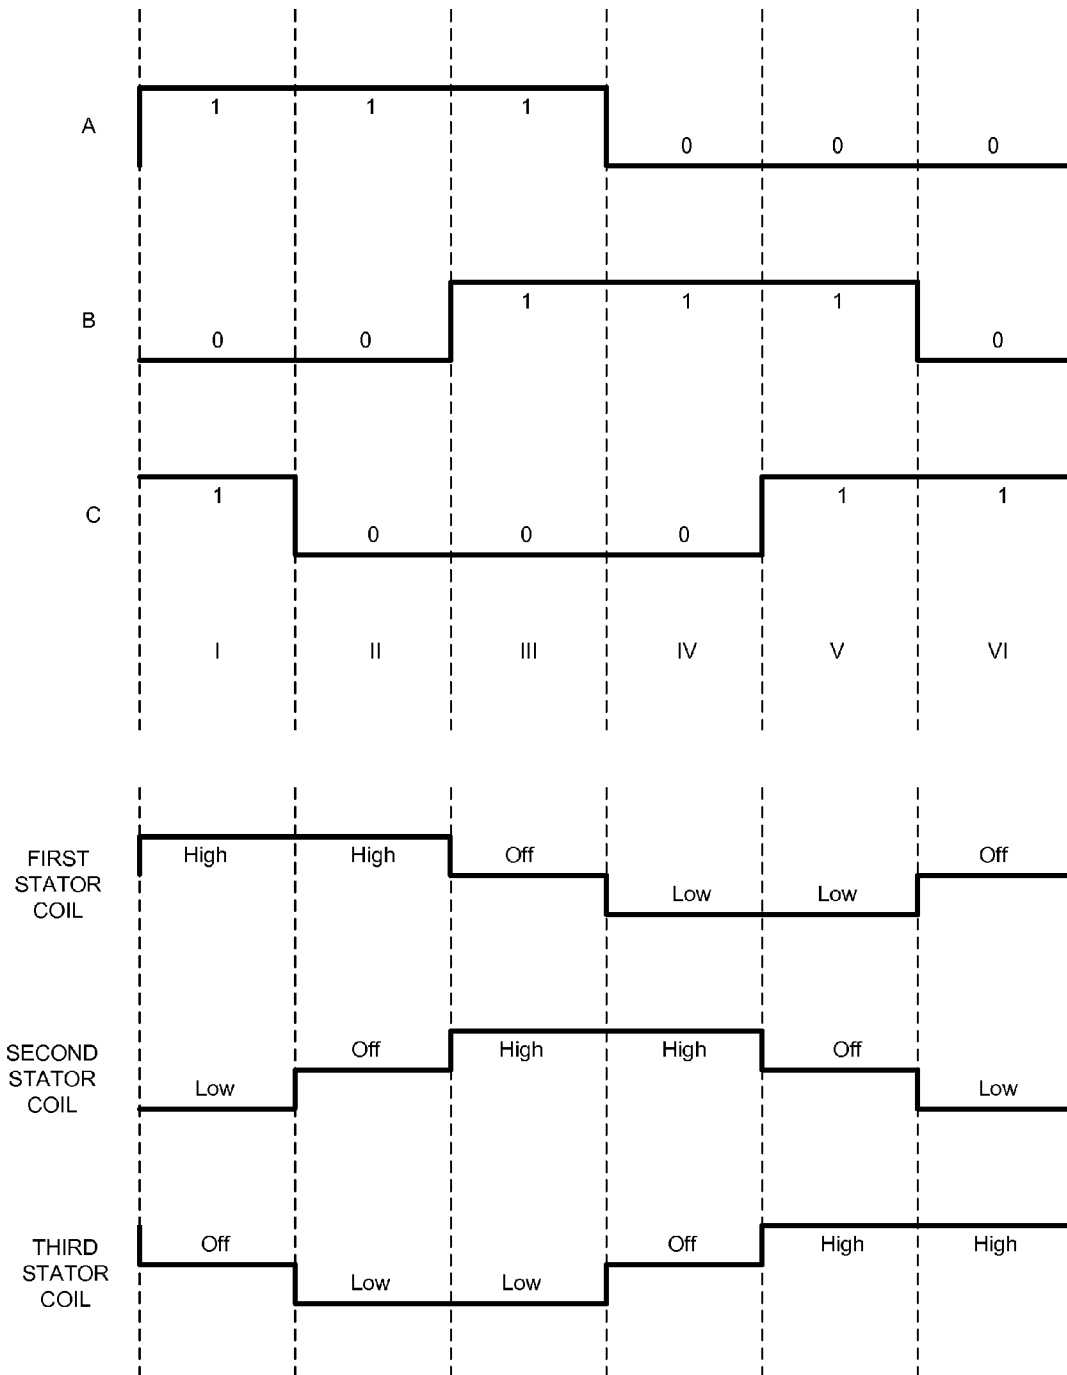 1 1 1
A
0 0 0
1 1 1
B
0 0 0
1 1 1
C
0 0 0
I II III IV V VI
High High Off Off
FIRST
STATOR
COIL
Low Low
Off High High Off
SECOND
STATOR
COIL
Low Low
Off Off High High
THIRD
STATOR
COIL
Low Low